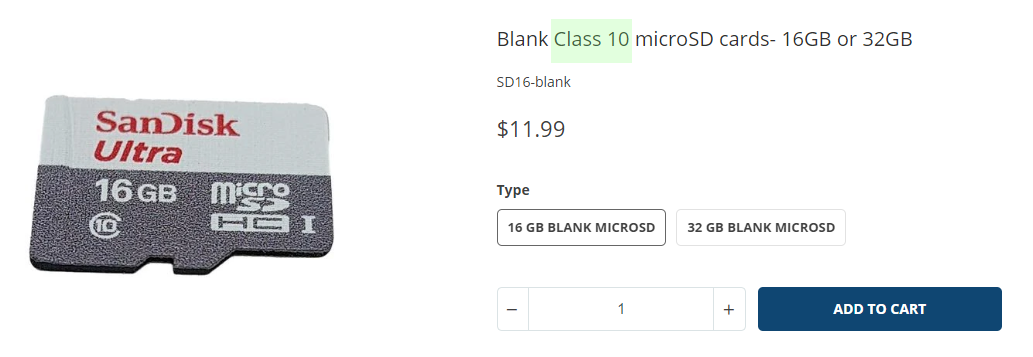 SanDisk
Ultra
16GB
micro
SD
HC I
10
Blank Class 10 microSD cards- 16GB or 32GB
SD16-blank
$11.99
Type
16 GB BLANK MICROSD 32 GB BLANK MICROSD
− 1 + ADD TO CART